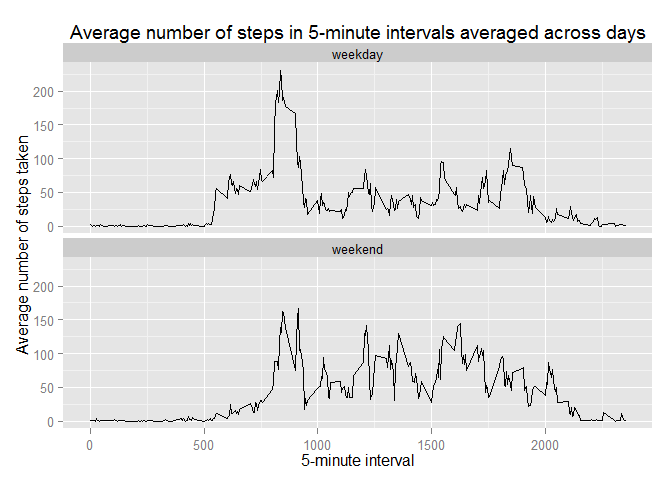 Average number of steps in 5-minute intervals averaged across days
weekday
200
150
100
50
0
Average number of steps taken
weekend
200
150
100
50
0
0 500 1000 1500 2000
5-minute interval